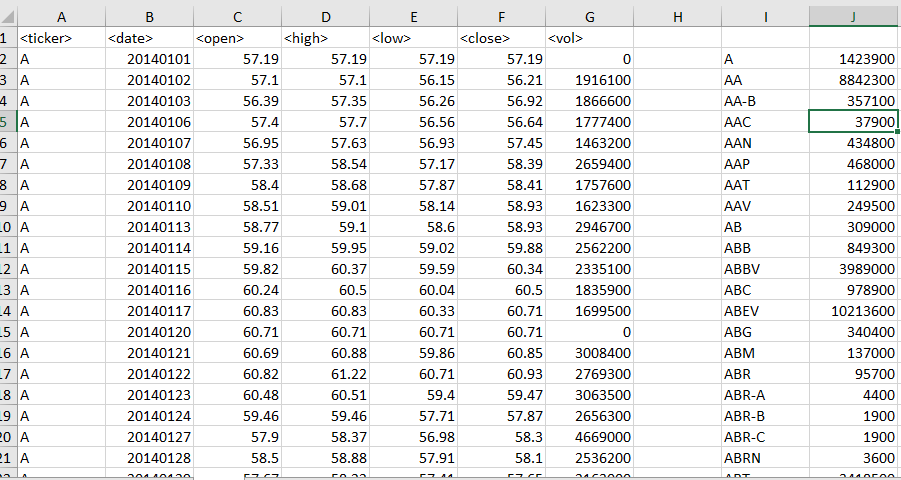 A B C D E F G H I J
1 <ticker> <date> <open> <high> <low> <close> <vol>
2 A 20140101 57.19 57.19 57.19 57.19 0 A 1423900
3 A 20140102 57.1 57.1 56.15 56.21 1916100 AA 8842300
4 A 20140103 56.39 57.35 56.26 56.92 1866600 AA-B 357100
5 A 20140106 57.4 57.7 56.56 56.64 1777400 AAC 37900
6 A 20140107 56.95 57.63 56.93 57.45 1463200 AAN 434800
7 A 20140108 57.33 58.54 57.17 58.39 2659400 AAP 468000
8 A 20140109 58.4 58.68 57.87 58.41 1757600 AAT 112900
9 A 20140110 58.51 59.01 58.14 58.93 1623300 AAV 249500
10 A 20140113 58.77 59.1 58.6 58.93 2946700 AB 309000
11 A 20140114 59.16 59.95 59.02 59.88 2562200 ABB 849300
12 A 20140115 59.82 60.37 59.59 60.34 2335100 ABBV 3989000
13 A 20140116 60.24 60.5 60.04 60.5 1835900 ABC 978900
14 A 20140117 60.83 60.83 60.33 60.71 1699500 ABEV 10213600
15 A 20140120 60.71 60.71 60.71 60.71 0 ABG 340400
16 A 20140121 60.69 60.88 59.86 60.85 3008400 ABM 137000
17 A 20140122 60.82 61.22 60.71 60.93 2769300 ABR 95700
18 A 20140123 60.48 60.51 59.4 59.47 3063500 ABR-A 4400
19 A 20140124 59.46 59.46 57.71 57.87 2656300 ABR-B 1900
20 A 20140127 57.9 58.37 56.98 58.3 4669000 ABR-C 1900
21 A 20140128 58.5 58.88 57.91 58.1 2536200 ABRN 3600